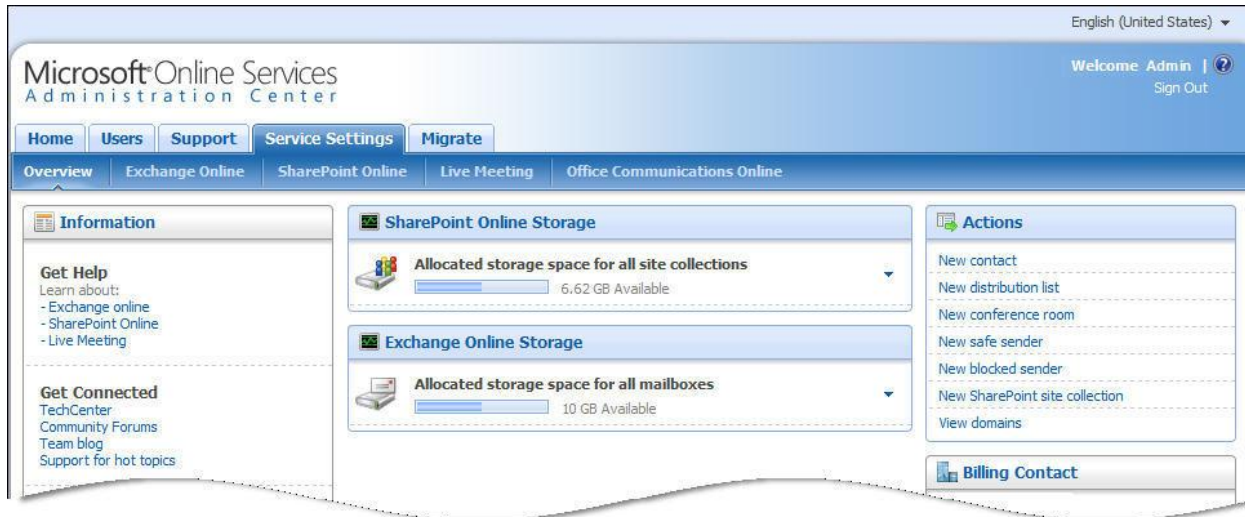 English (United States)
Microsoft Online Services
Administration Center
Welcome Admin |
Sign Out
Home
Users
Support
Service Settings
Migrate
Overview
Exchange Online
SharePoint Online
Live Meeting
Office Communications Online
Information
Get Help
Learn about:
- Exchange online
- SharePoint Online
- Live Meeting
Get Connected
TechCenter
Community Forums
Team blog
Support for hot topics
SharePoint Online Storage
Allocated storage space for all site collections
6.62 GB Available
Exchange Online Storage
Allocated storage space for all mailboxes
10 GB Available
Actions
New contact
New distribution list
New conference room
New safe sender
New blocked sender
New SharePoint site collection
View domains
Billing Contact